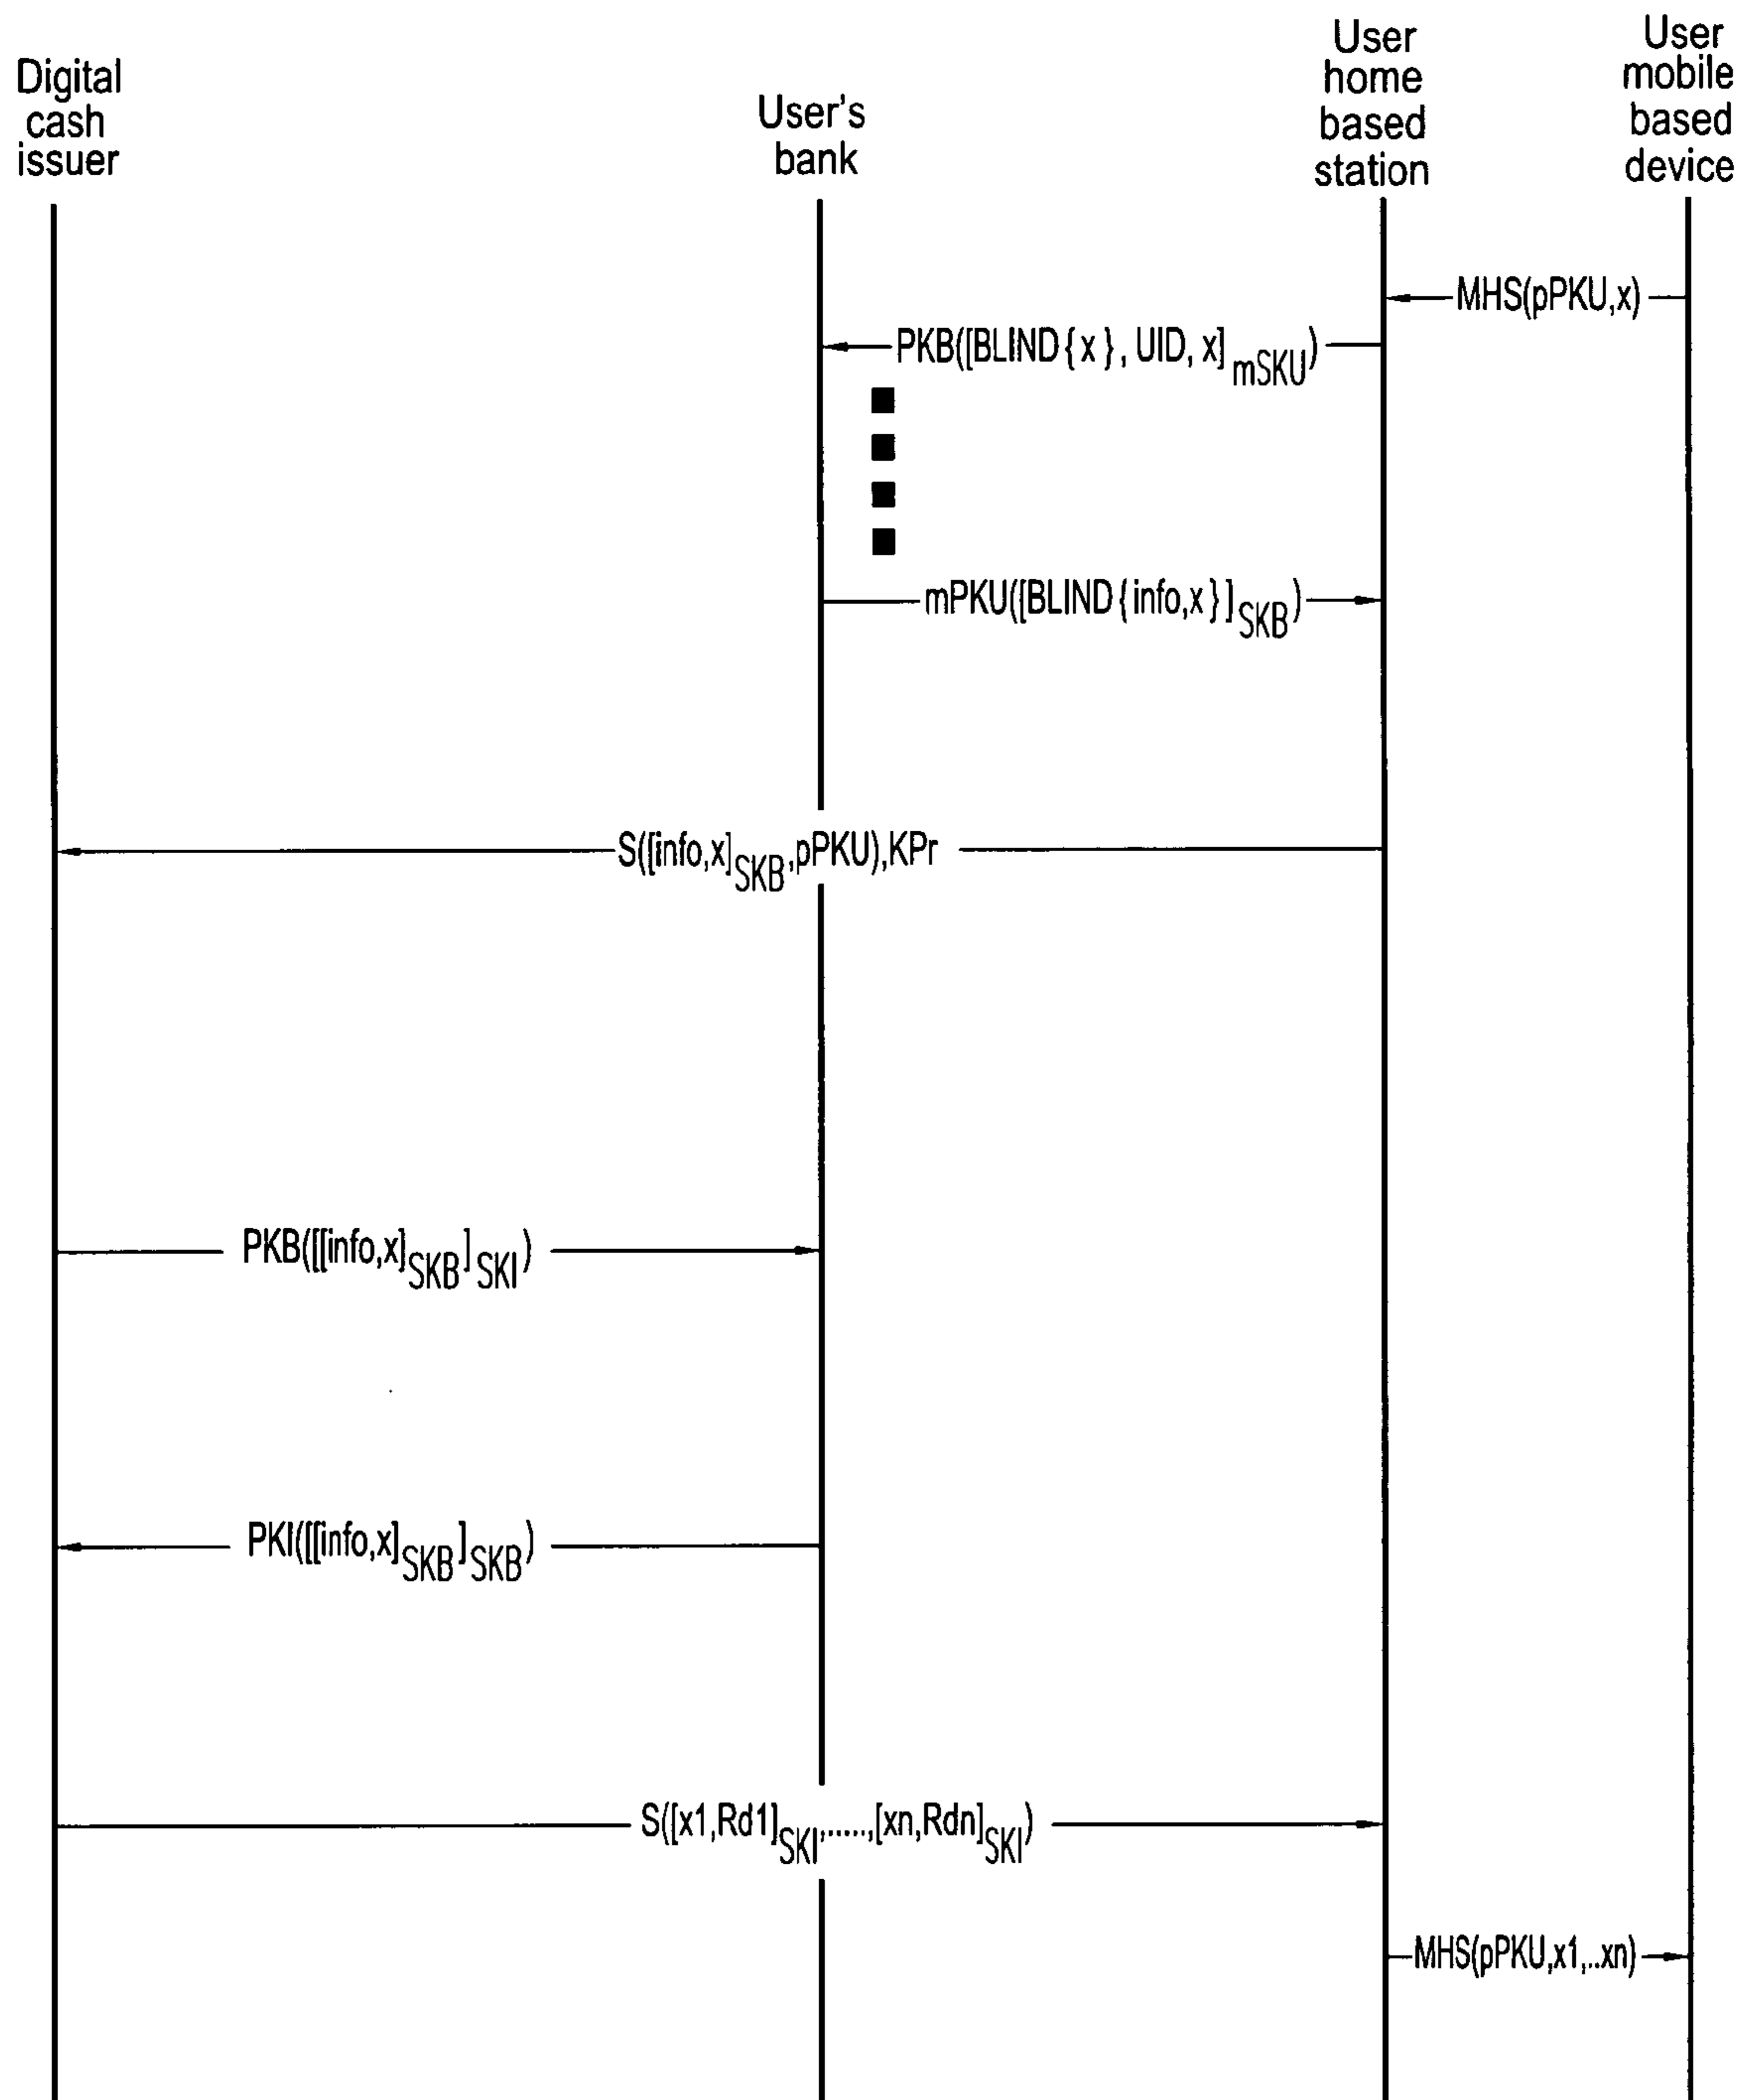 Digital
cash
issuer
User's
bank
User
home
based
station
User
mobile
based
device
MHS(pPKU,x)
PKB([BLIND{x}, UID, x]mSKU)
mPKU([BLIND{info,x}]SKB)
S([info,x]SKB,pPKU),KPr
PKB([[info,x]SKB]SKI)
PKI([[info,x]SKB]SKB)
S([x1,Rd1]SKI,.....,[xn,Rdn]SKI)
MHS(pPKU,x1,..xn)